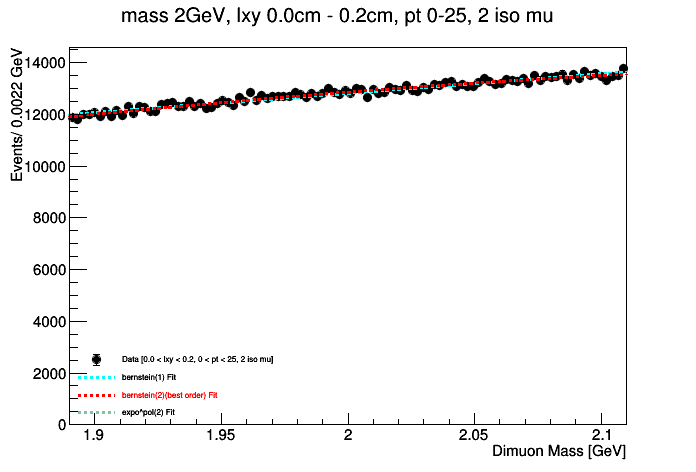 mass 2GeV, lxy 0.0cm - 0.2cm, pt 0-25, 2 iso mu
Events/ 0.0022 GeV
14000
12000
10000
8000
6000
4000
2000
0
Data [0.0 < lxy < 0.2, 0 < pt < 25, 2 iso mu]
bernstein(1) Fit
bernstein(2)(best order) Fit
expo*pol(2) Fit
1.9 1.95 2 2.05 2.1
Dimuon Mass [GeV]